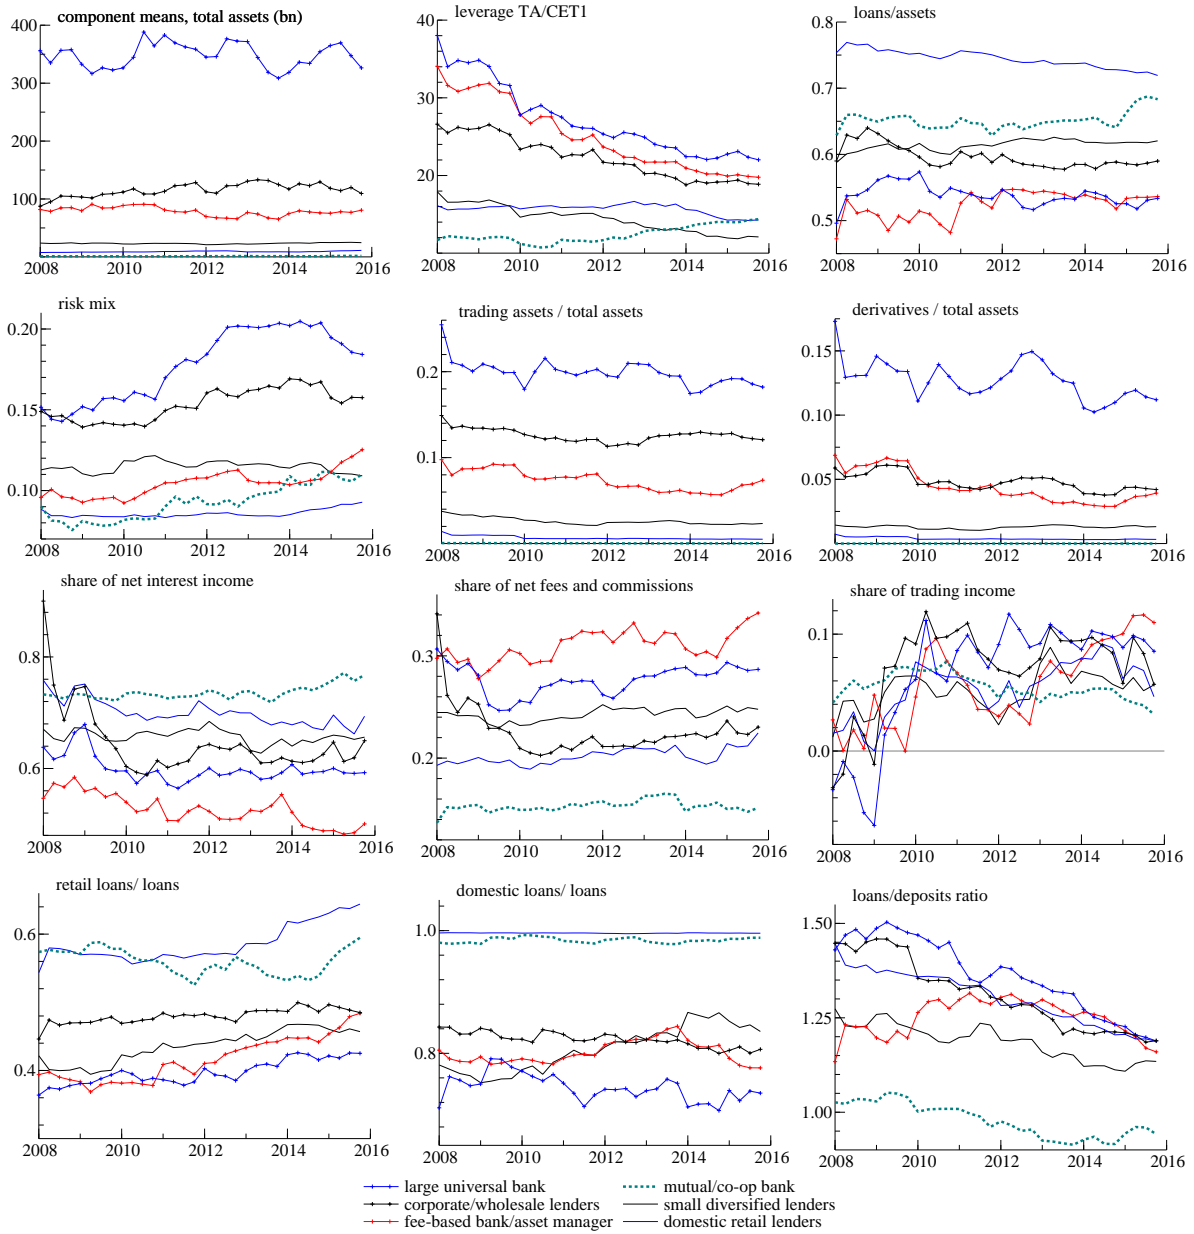 component means, total assets (bn)
leverage TA/CET1
loans/assets
400
300
200
100
2008 2010 2012 2014 2016
40
30
20
2008 2010 2012 2014 2016
0.8
0.7
0.6
0.5
2008 2010 2012 2014 2016
risk mix
trading assets / total assets
derivatives / total assets
0.20
0.15
0.10
2008 2010 2012 2014 2016
0.2
0.1
2008 2010 2012 2014 2016
0.15
0.10
0.05
2008 2010 2012 2014 2016
share of net interest income
share of net fees and commissions
share of trading income
0.8
0.6
2008 2010 2012 2014 2016
0.3
0.2
2008 2010 2012 2014 2016
0.1
0.0
2008 2010 2012 2014 2016
retail loans/ loans
domestic loans/ loans
loans/deposits ratio
0.6
0.4
2008 2010 2012 2014 2016
1.0
0.8
2008 2010 2012 2014 2016
1.50
1.25
1.00
2008 2010 2012 2014 2016
large universal bank
corporate/wholesale lenders
fee-based bank/asset manager
mutual/co-op bank
small diversified lenders
domestic retail lenders